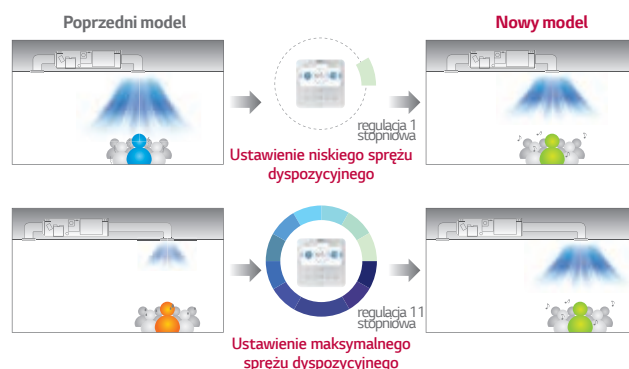 Poprzedni model
Nowy model
regulacja 1
stopniowa
Ustawienie niskiego sprężu
dyspozycyjnego
regulacja 11
stopniowa
Ustawienie maksymalnego
sprężu dyspozycyjnego